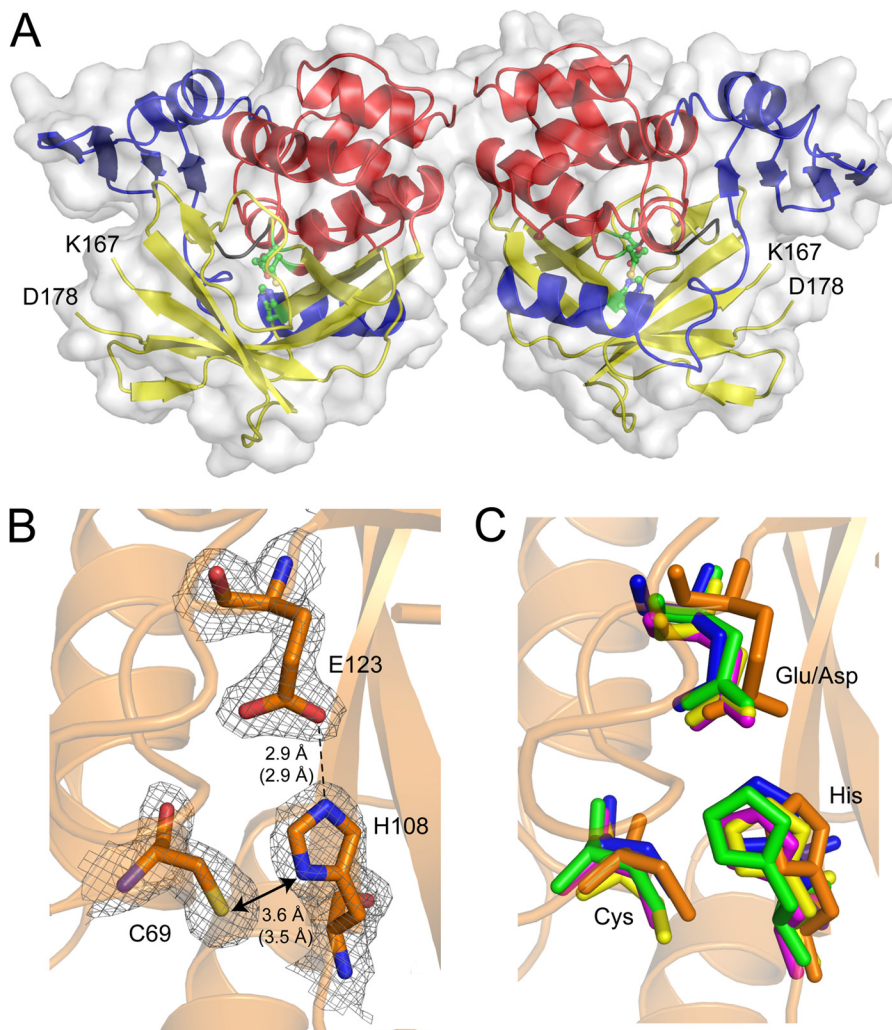 A
K167
D178
K167
D178
B
E123
2.9 Å
(2.9 Å)
H108
3.6 Å
(3.5 Å)
C69
C
Glu/Asp
His
Cys